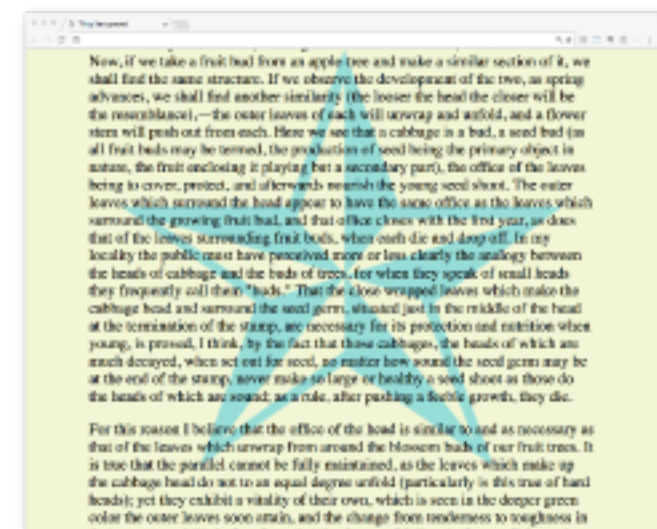 Now, if we take a fruit bud from an apple tree and make a similar section of it, we
shall find the same structure. If we observe the development of the two, as spring
advances, we shall find another similarity (the looser the head the closer will be
the resemblance),—the outer leaves of each will unwrap and unfold, and a flower
stem will push out from each. Here we see that a cabbage is a bud, a seed bud (as
all fruit buds may be termed, the production of seed being the primary object in
nature, the fruit enclosing it playing but a secondary part), the office of the leaves
being to cover, protect, and afterwards nourish the young seed shoot. The outer
leaves which surround the head appear to have the same office as the leaves which
surround the growing fruit bud, and that office closes with the first year, as does
that of the leaves surrounding fruit buds, when each die and drop off. In my
locality the public must have perceived more or less clearly the analogy between
the heads of cabbage and the buds of trees, for when they speak of small heads
they frequently call them "buds." That the close wrapped leaves which make the
cabbage head and surround the seed germ, situated just in the middle of the head
at the termination of the stump, are necessary for its protection and nutrition when
young, is proved, I think, by the fact that those cabbages, the heads of which are
much decayed, when set out for seed, no matter how sound the seed germ may be
at the end of the stump, never make so large or healthy a seed shoot as those do
the heads of which are sound; as a rule, after pushing a feeble growth, they die.
For this reason I believe that the office of the head is similar to and as necessary as
that of the leaves which unwrap from around the blossom buds of our fruit trees. It
is true that the parallel cannot be fully maintained, as the leaves which make up
the cabbage head do not to an equal degree unfold (particularly is this true of hard
heads); yet they exhibit a vitality of their own, which is seen in the deeper green
color the outer leaves soon attain, and the change from tenderness to toughness in